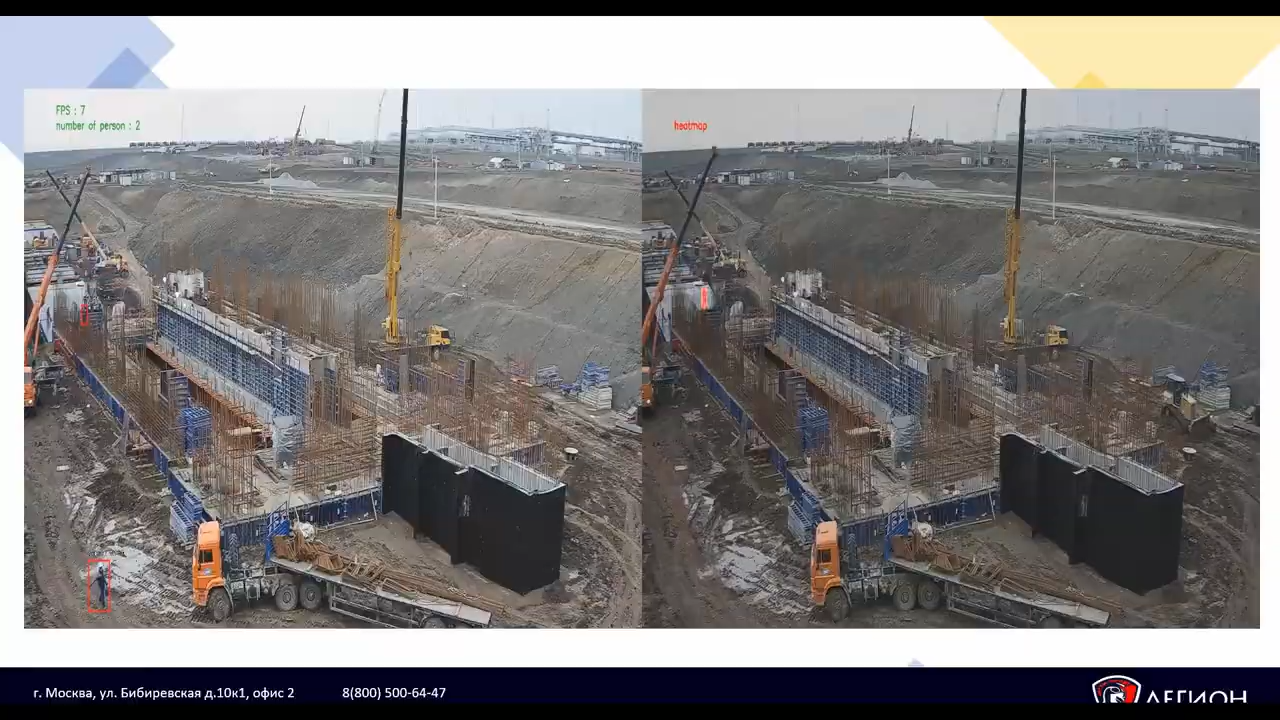 FPS : 7
number of person : 2
heatmap
г. Москва, ул. Бибиревская д.10к1, офис 2
8(800) 500-64-47
ЛЕГИОН